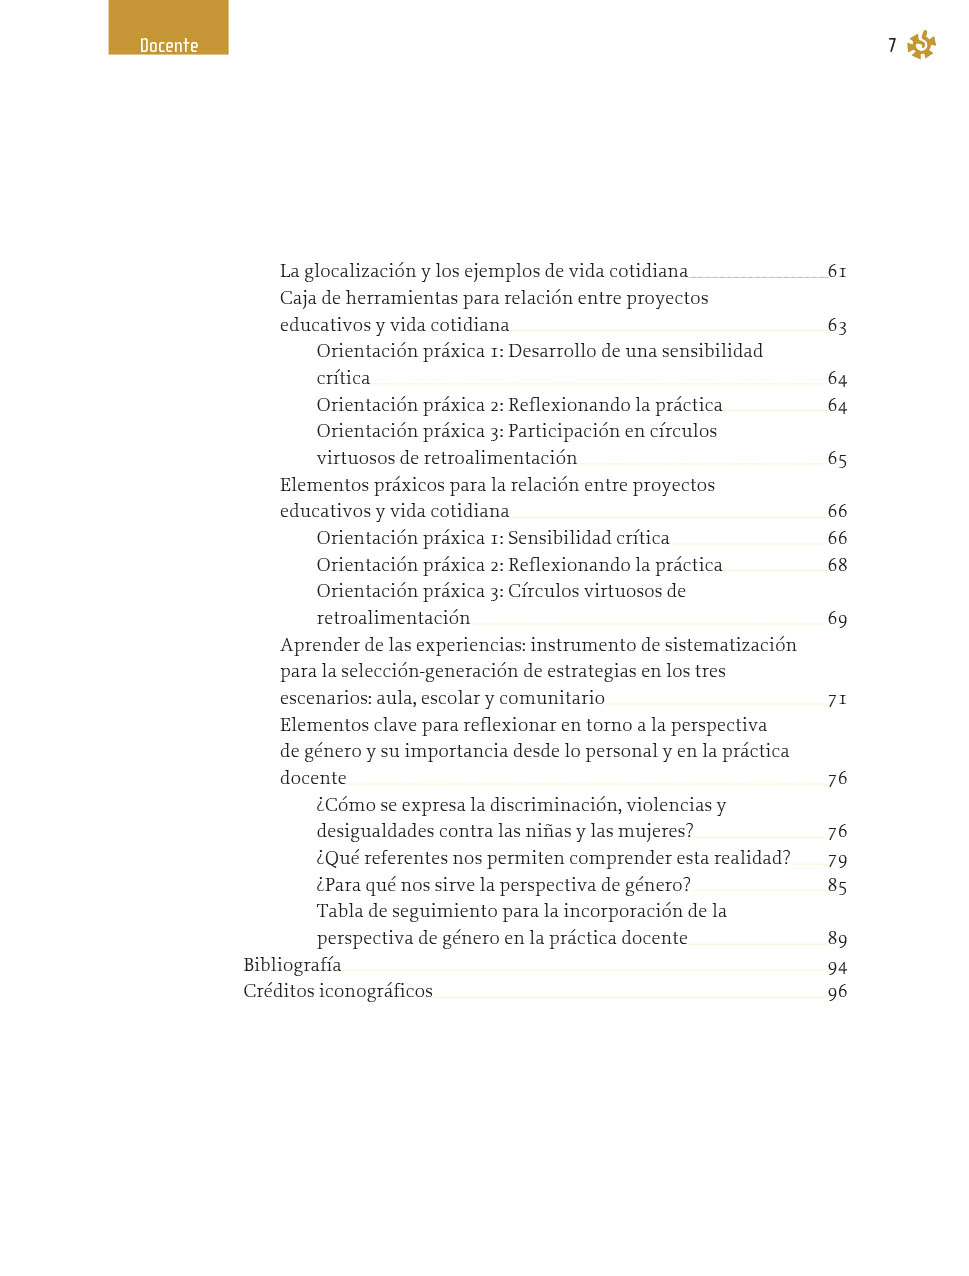 Docente
7
La glocalización y los ejemplos de vida cotidiana 61
Caja de herramientas para relación entre proyectos
educativos y vida cotidiana 63
Orientación práxica 1: Desarrollo de una sensibilidad
crítica 64
Orientación práxica 2: Reflexionando la práctica 64
Orientación práxica 3: Participación en círculos
virtuosos de retroalimentación 65
Elementos práxicos para la relación entre proyectos
educativos y vida cotidiana 66
Orientación práxica 1: Sensibilidad crítica 66
Orientación práxica 2: Reflexionando la práctica 68
Orientación práxica 3: Círculos virtuosos de
retroalimentación 69
Aprender de las experiencias: instrumento de sistematización
para la selección-generación de estrategias en los tres
escenarios: aula, escolar y comunitario 71
Elementos clave para reflexionar en torno a la perspectiva
de género y su importancia desde lo personal y en la práctica
docente 76
¿Cómo se expresa la discriminación, violencias y
desigualdades contra las niñas y las mujeres? 76
¿Qué referentes nos permiten comprender esta realidad? 79
¿Para qué nos sirve la perspectiva de género? 85
Tabla de seguimiento para la incorporación de la
perspectiva de género en la práctica docente 89
Bibliografía 94
Créditos iconográficos 96